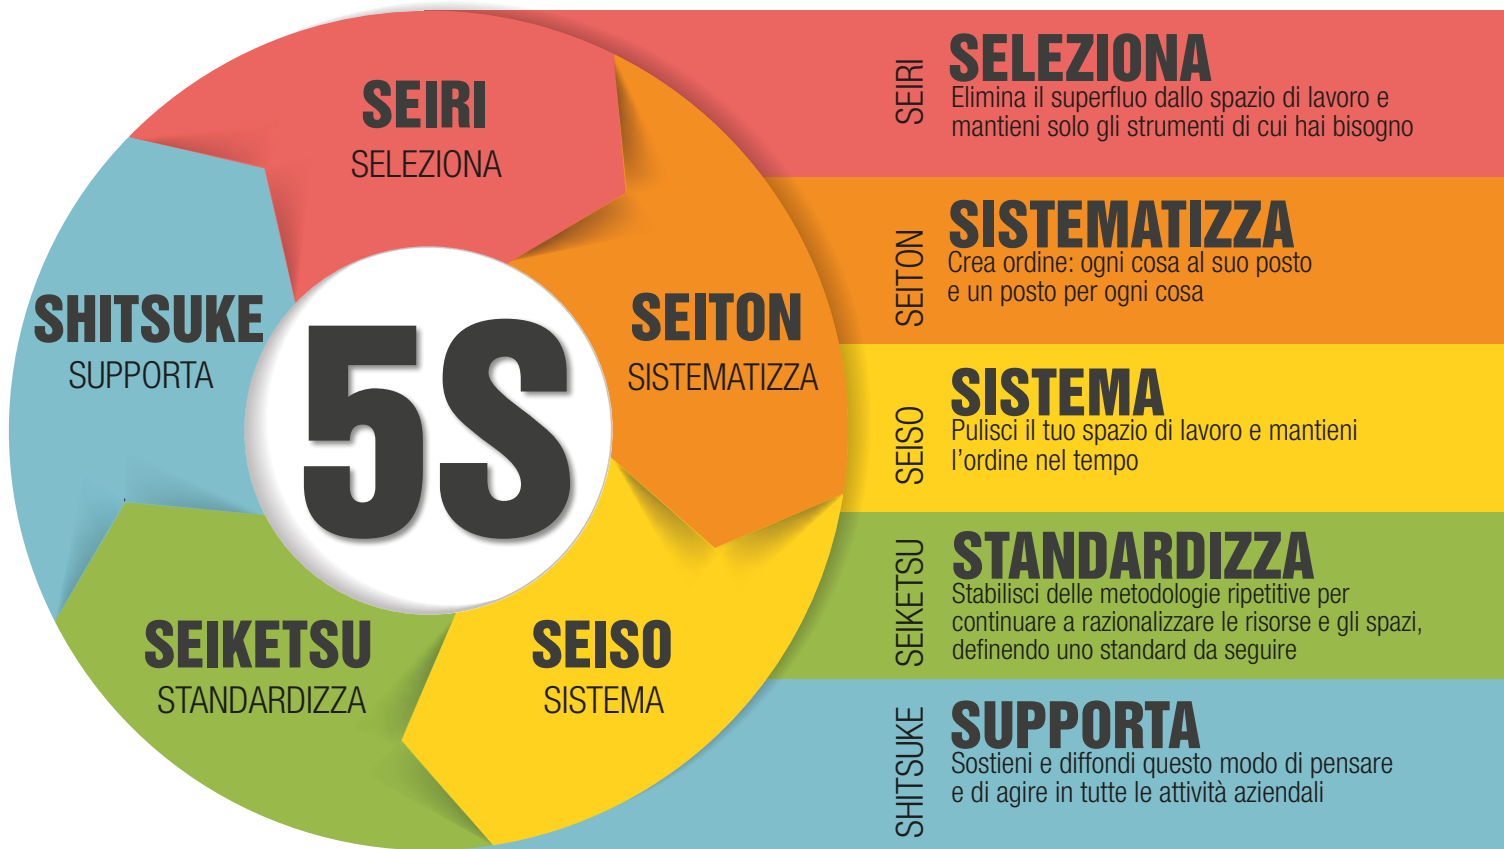 SEIRI
SELEZIONA
SEITON
SISTEMATIZZA
SEISO
SISTEMA
SEIKETSU
STANDARDIZZA
SHITSUKE
SUPPORTA
5S
SEIRI
SELEZIONA
Elimina il superfluo dallo spazio di lavoro e
mantieni solo gli strumenti di cui hai bisogno
SEITON
SISTEMATIZZA
Crea ordine: ogni cosa al suo posto
e un posto per ogni cosa
SEISO
SISTEMA
Pulisci il tuo spazio di lavoro e mantieni
l’ordine nel tempo
SEIKETSU
STANDARDIZZA
Stabilisci delle metodologie ripetitive per
continuare a razionalizzare le risorse e gli spazi,
definendo uno standard da seguire
SHITSUKE
SUPPORTA
Sostieni e diffondi questo modo di pensare
e di agire in tutte le attività aziendali